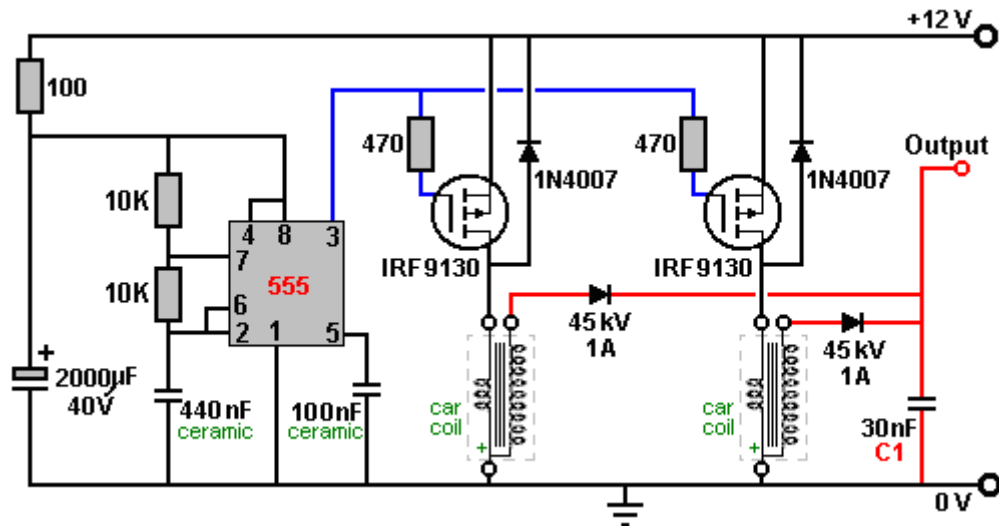 +12 V
100
470
470
Output
1N4007
1N4007
10K
4
8
3
7
IRF9130
IRF9130
10K
555
6
2
1
5
45 kV
1A
45 kV
1A
+
2000µF
40V
440 nF
ceramic
100nF
ceramic
car
coil
+
car
coil
+
30nF
C1
0 V